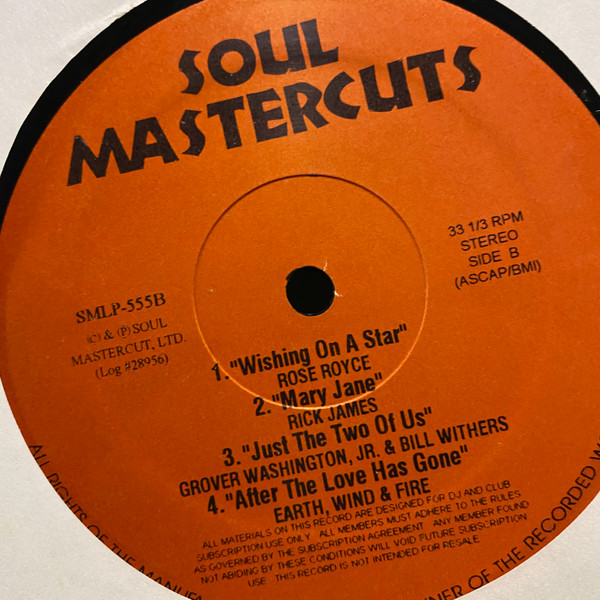 SOUL
MASTERCUTS
33 1/3 RPM
STEREO
SIDE B
(ASCAP/BMI)
SMLP-555B
(C) & (P) SOUL
MASTERCUT, LTD.
(Log #28956)
1. "Wishing On A Star"
ROSE ROYCE
2. "Mary Jane"
RICK JAMES
3. "Just The Two Of Us"
GROVER WASHINGTON, JR. & BILL WITHERS
4. "After The Love Has Gone"
EARTH, WIND & FIRE
ALL MATERIALS ON THIS RECORD ARE DESIGNED FOR DJ AND CLUB
SUBSCRIPTION USE ONLY ALL MEMBERS MUST ADHERE TO THE RULES
AS GOVERNED BY THE SUBSCRIPTION AGREEMENT ANY MEMBER FOUND
NOT ABIDING BY THESE CONDITIONS WILL VOID FUTURE SUBSCRIPTION
USE THIS RECORD IS NOT INTENDED FOR RESALE
ALL RIGHTS OF THE
OF THE RECORDED